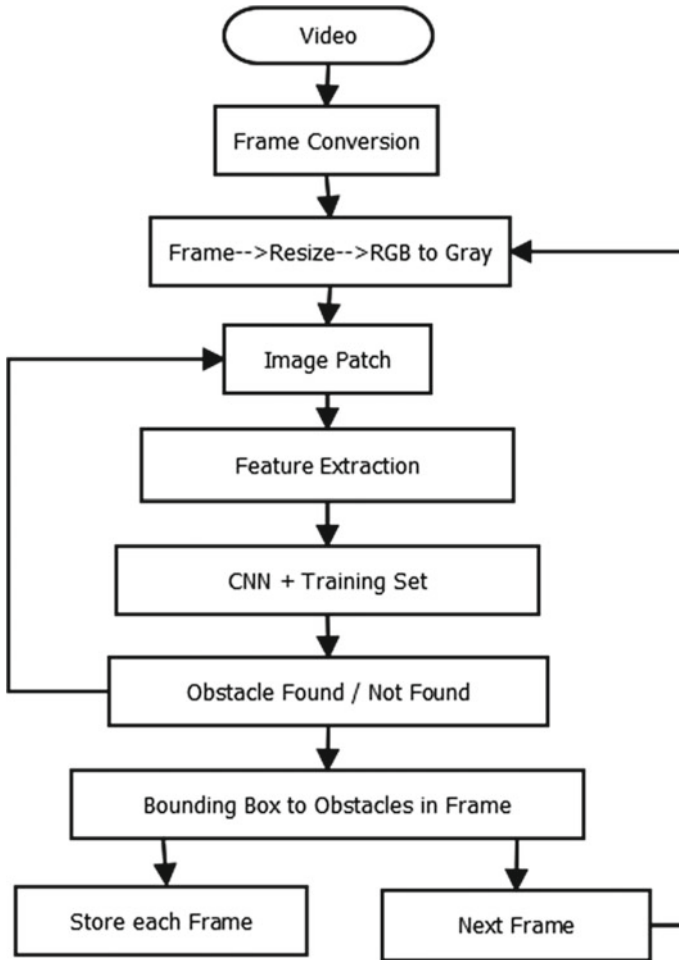 Video
Frame Conversion
Frame-->Resize-->RGB to Gray
Image Patch
Feature Extraction
CNN + Training Set
Obstacle Found / Not Found
Bounding Box to Obstacles in Frame
Store each Frame
Next Frame